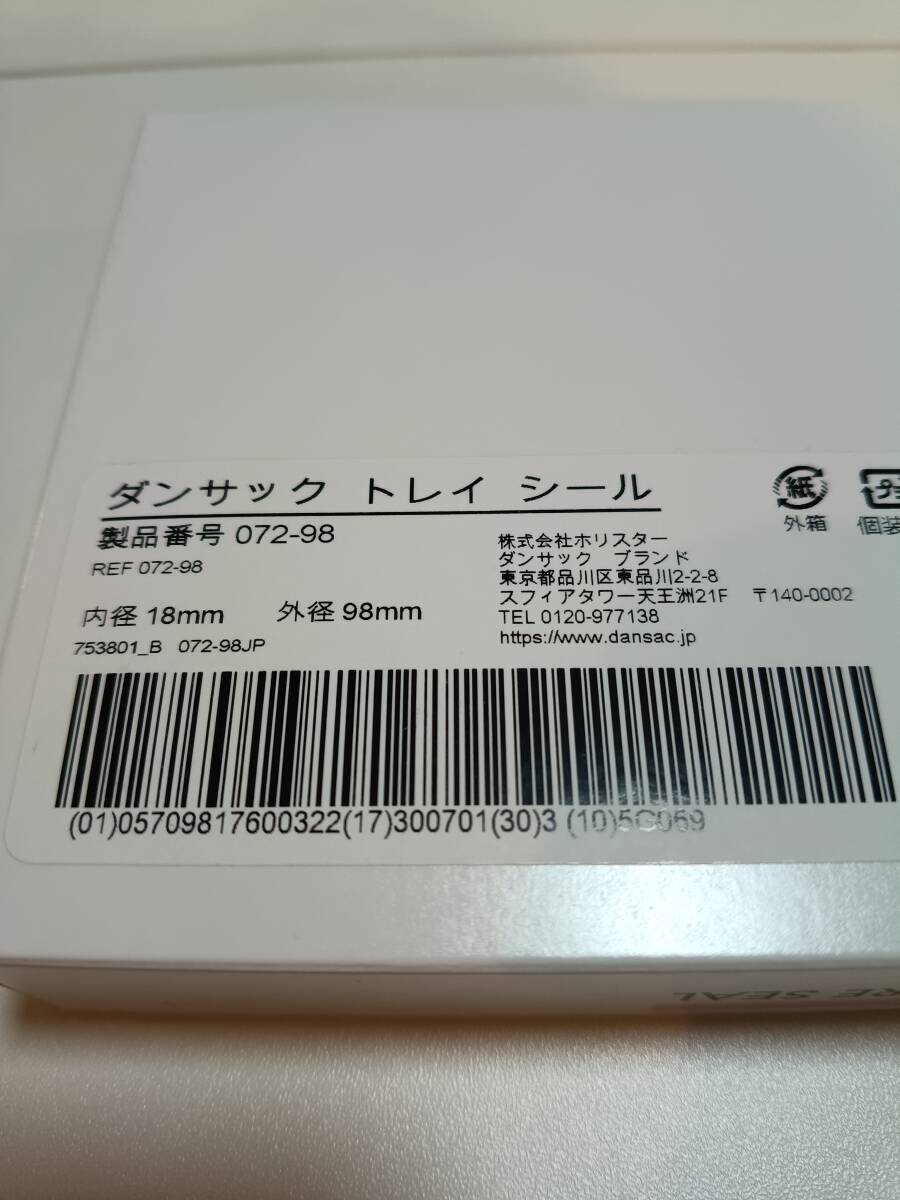 ダンサック トレイ シール
製品番号 072-98
REF 072-98
内径 18mm 外径 98mm
753801_B 072-98JP
株式会社ホリスター
ダンサック ブランド
東京都品川区東品川2-2-8
スフィアタワー天王洲21F 〒140-0002
TEL 0120-977138
https://www.dansac.jp
紙
外箱
個装
(01)05709817600322(17)300701(30)3 (10)5G069
SEAL